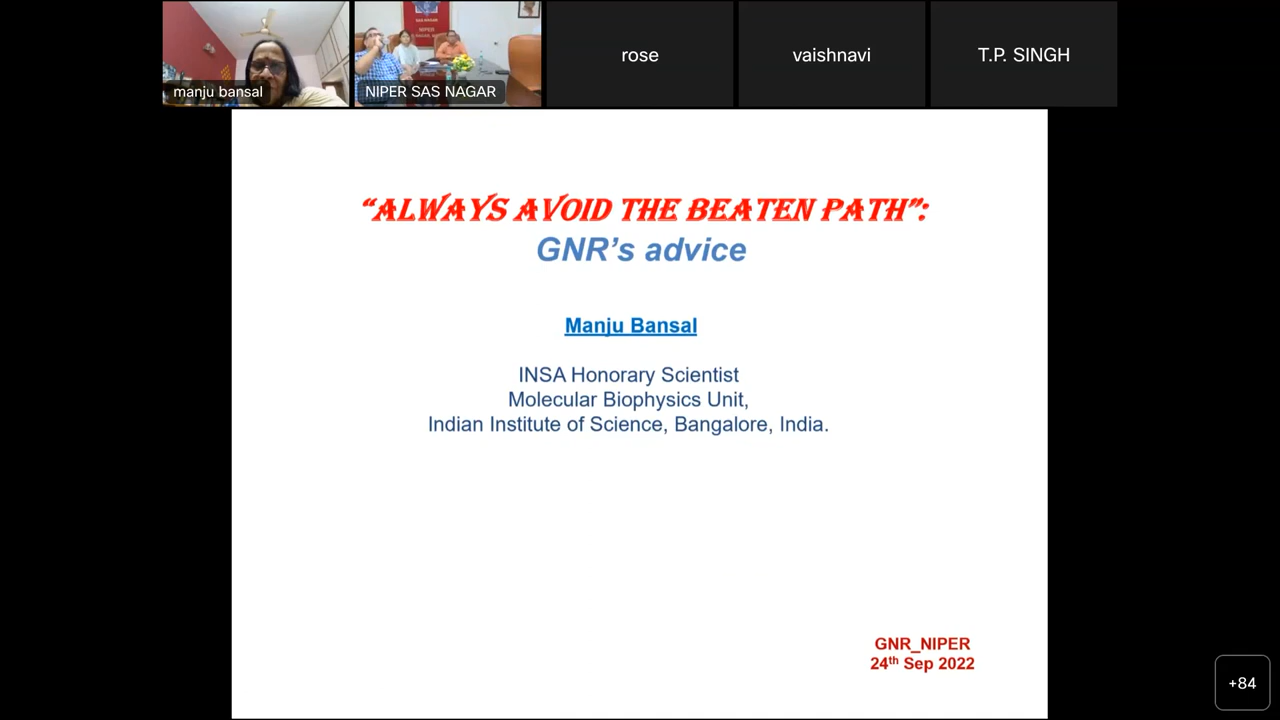 manju bansal
NIPER
NIPER SAS NAGAR
rose
vaishnavi
T.P. SINGH
“ALWAYS AVOID THE BEATEN PATH”:
GNR’s advice
Manju Bansal
INSA Honorary Scientist
Molecular Biophysics Unit,
Indian Institute of Science, Bangalore, India.
GNR_NIPER
24th Sep 2022
+84